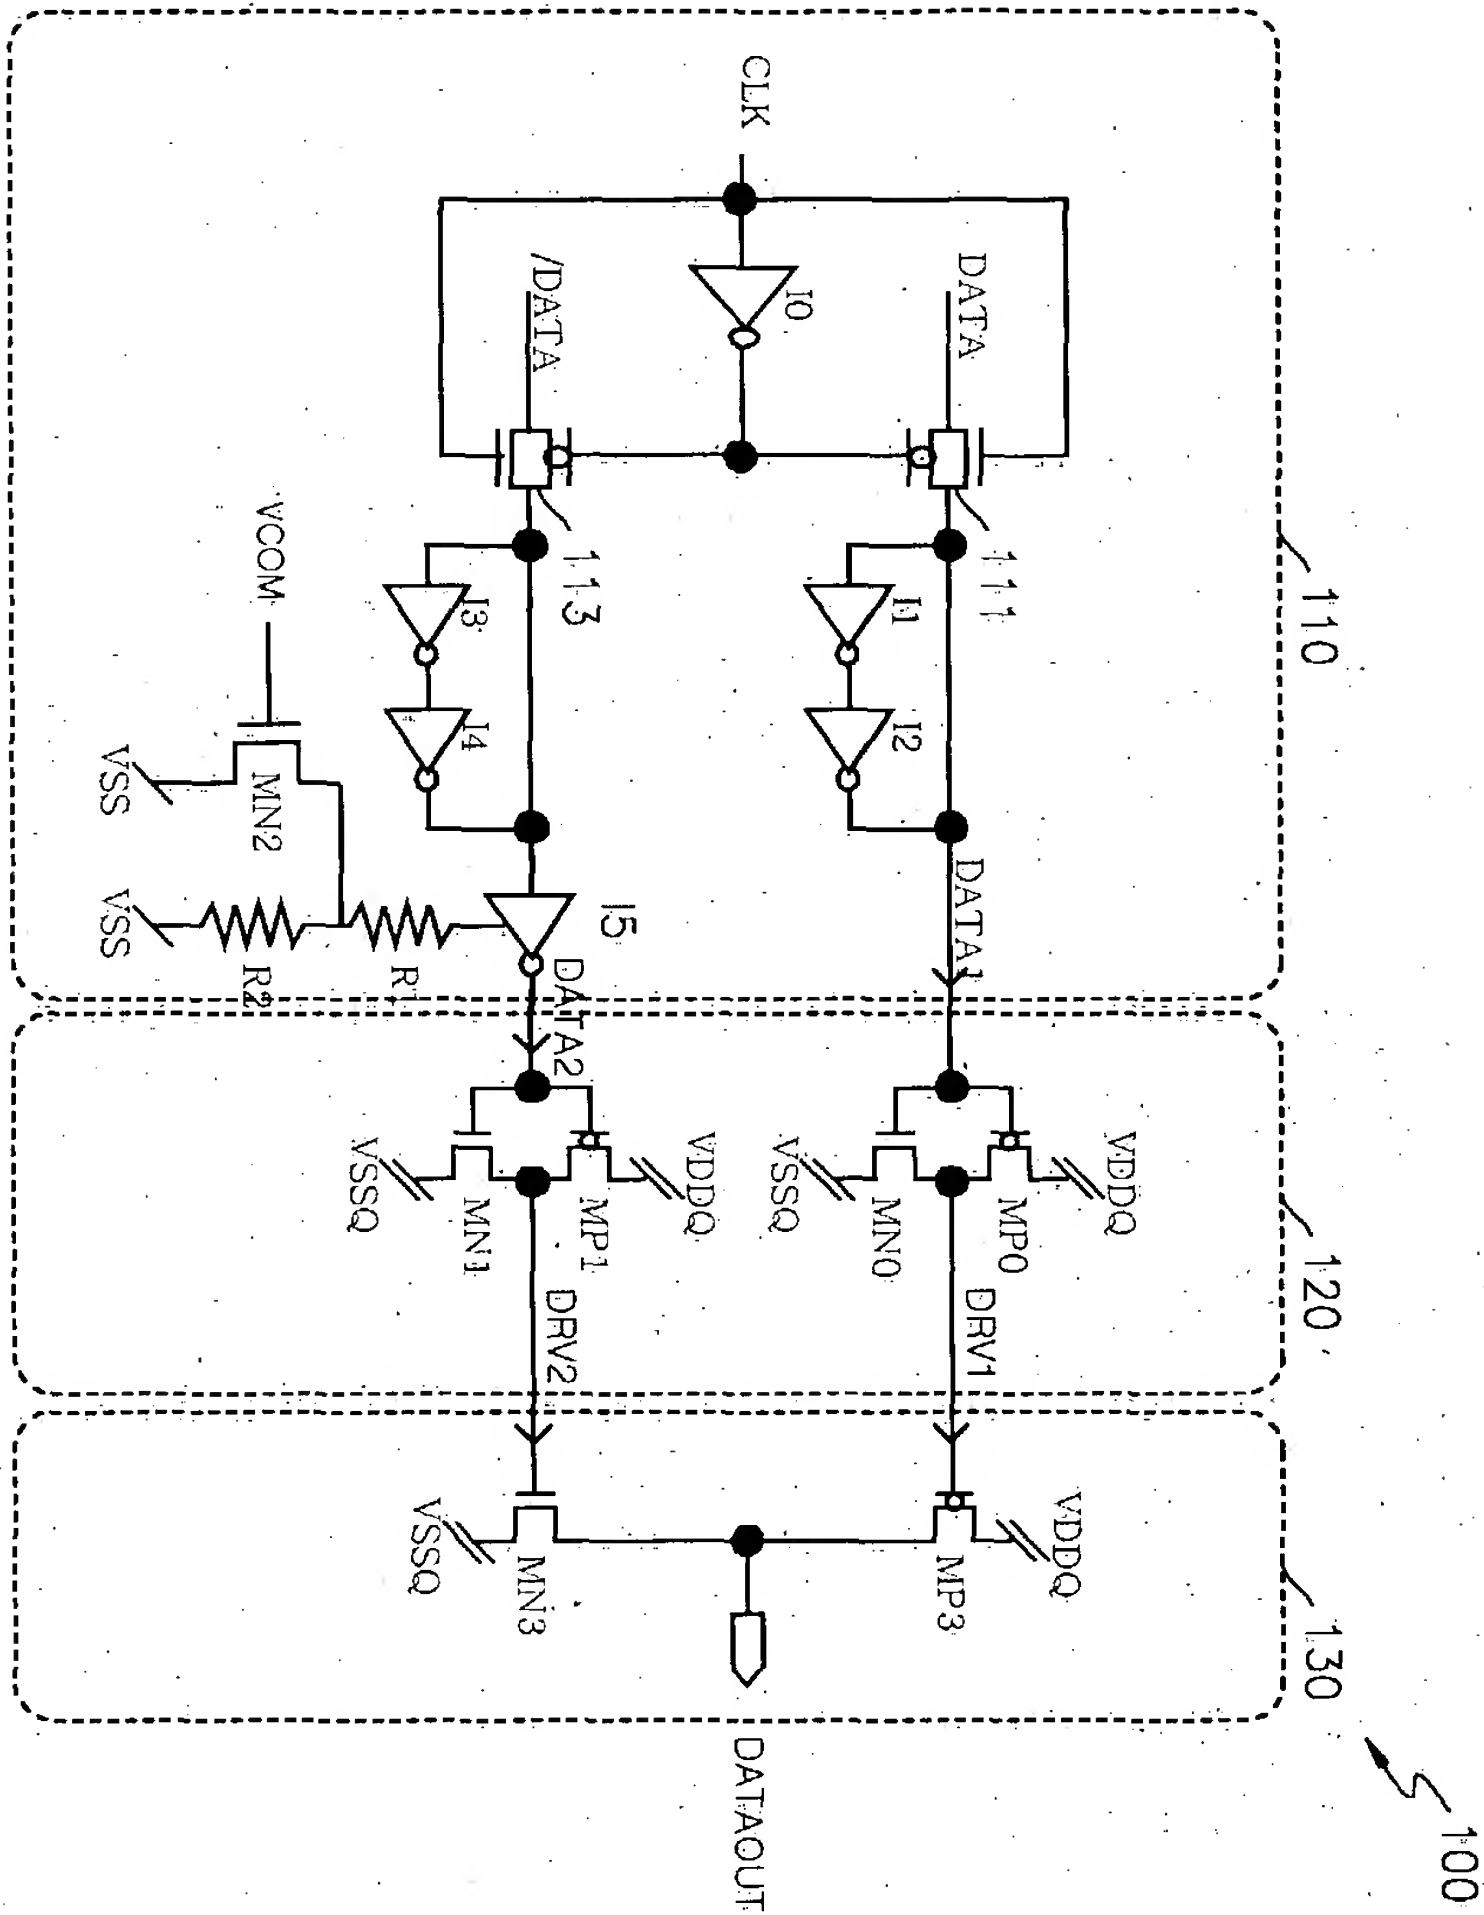 100
110
120
130
CLK
I0
DATA
111
I1
I2
DATA1
VDDQ
MP0
MN0
VSSQ
DRV1
VDDQ
MP3
/DATA
113
I3
I4
I5
DATA2
VDDQ
MP1
MN1
VSSQ
DRV2
MN3
VSSQ
DATAOUT
VCOM
MN2
VSS
R1
R2
VSS